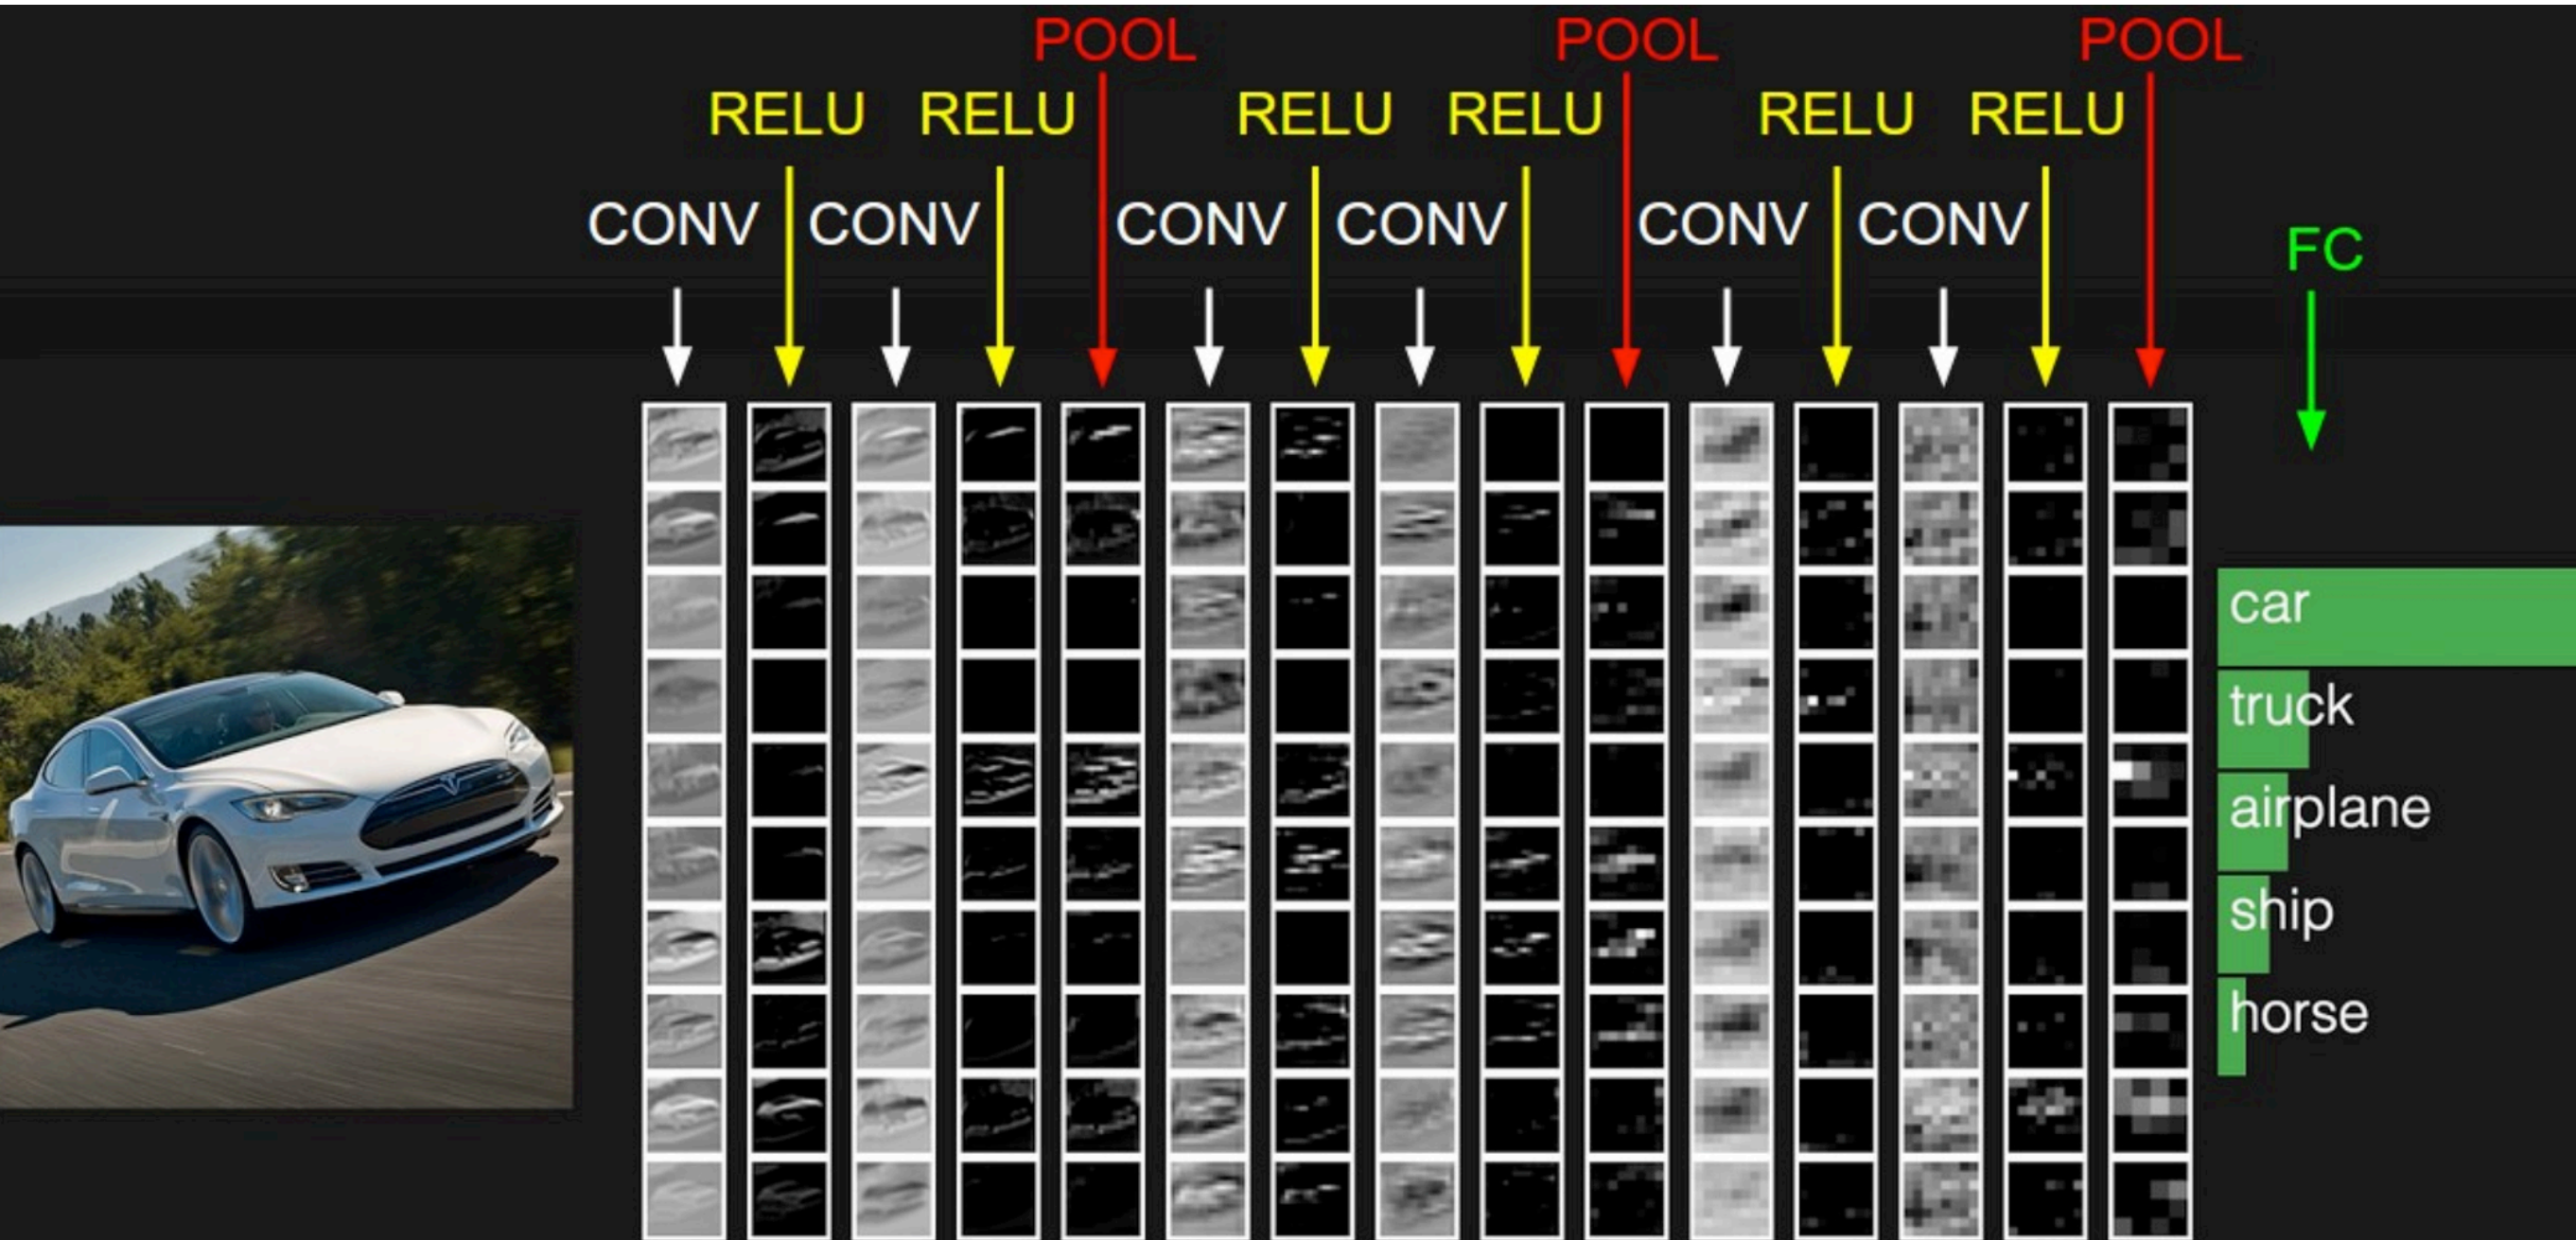 POOL POOL POOL
RELU RELU RELU RELU RELU RELU
CONV CONV CONV CONV CONV CONV
FC
car
truck
airplane
ship
horse